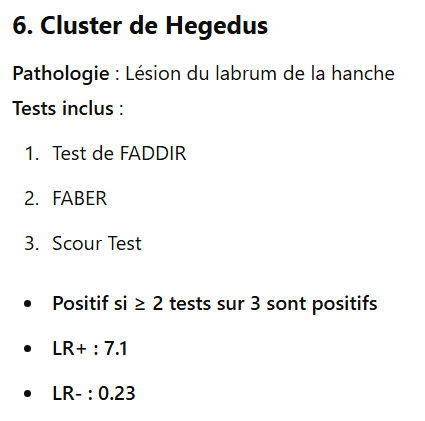 6. Cluster de Hegedus
Pathologie : Lésion du labrum de la hanche
Tests inclus :
1. Test de FADDIR
2. FABER
3. Scour Test
• Positif si ≥ 2 tests sur 3 sont positifs
• LR+ : 7.1
• LR- : 0.23